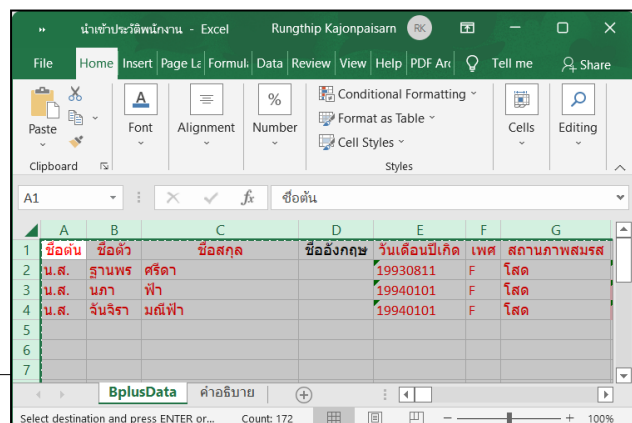 นำเข้าประวัติพนักงาน - Excel Rungthip Kajonpaisarn RK
File Home Insert Page La Formula Data Review View Help PDF Arc Tell me Share
Paste Font Alignment Number Conditional Formatting Format as Table Cell Styles Cells Editing
Clipboard Styles
A1 fx ชื่อต้น
A B C D E F G
1 ชื่อต้น ชื่อตัว ชื่อสกุล ชื่ออังกฤษ วันเดือนปีเกิด เพศ สถานภาพสมรส
2 น.ส. ฐานพร ศรีดา 19930811 F โสด
3 น.ส. นภา ฟ้า 19940101 F โสด
4 น.ส. จันจิรา มณีฟ้า 19940101 F โสด
5
6
7
BplusData คำอธิบาย
Select destination and press ENTER or... Count: 172 100%